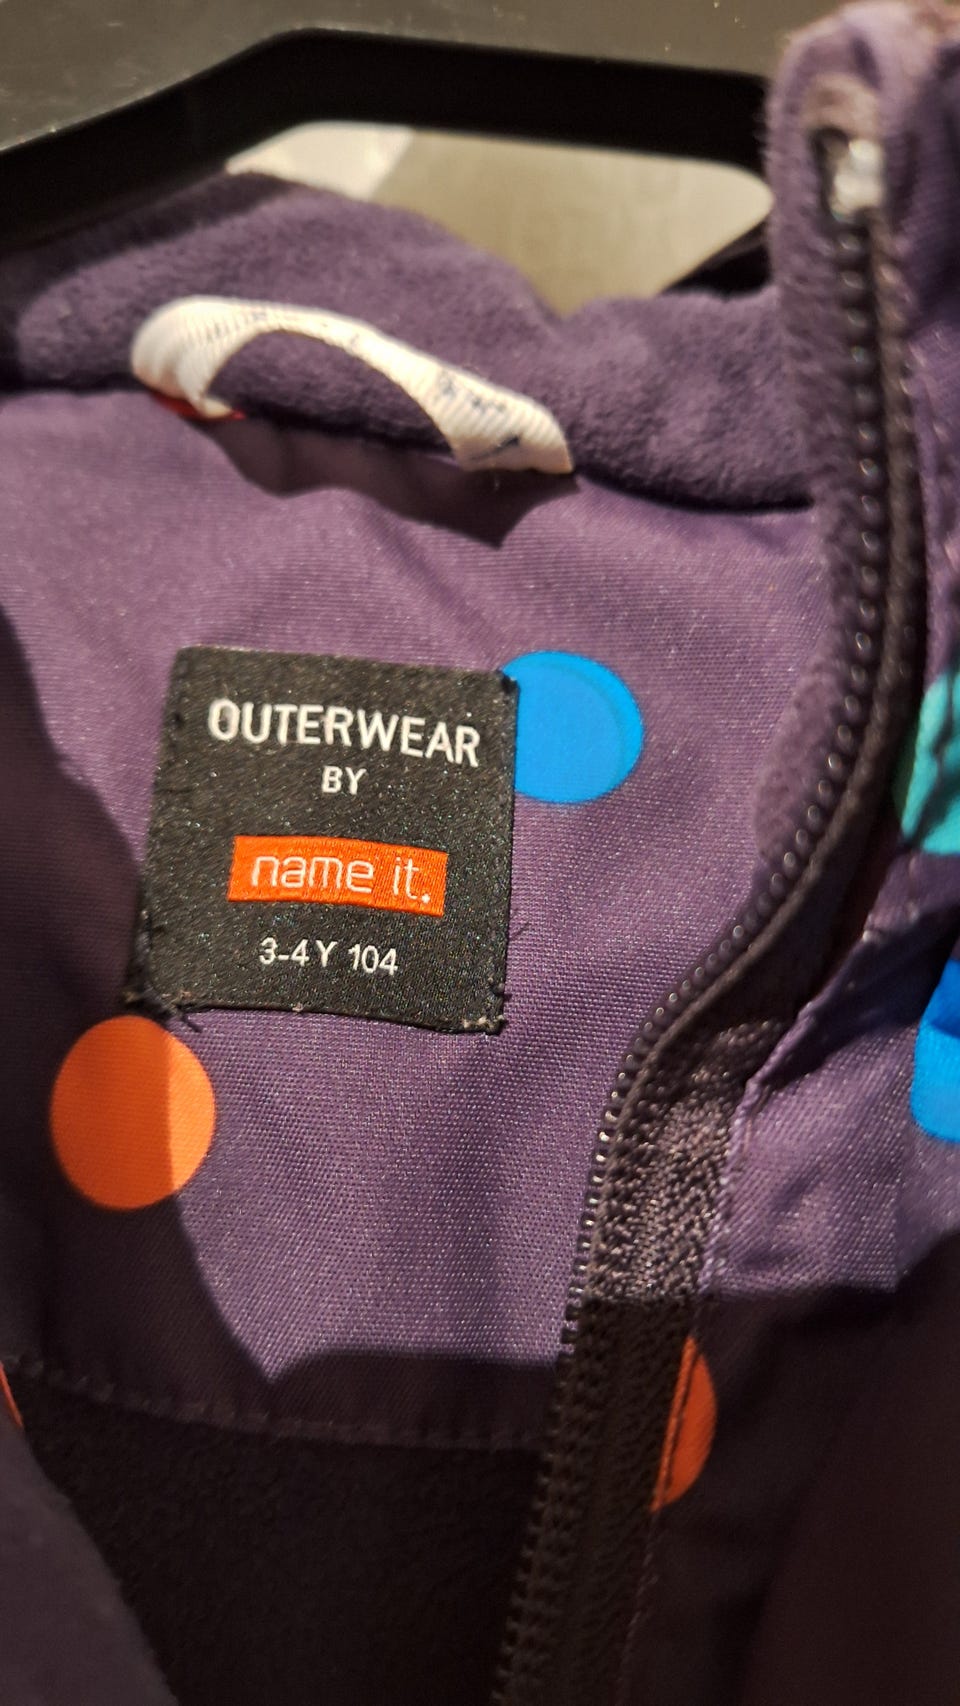 OUTERWEAR
BY
name it.
3-4Y 104